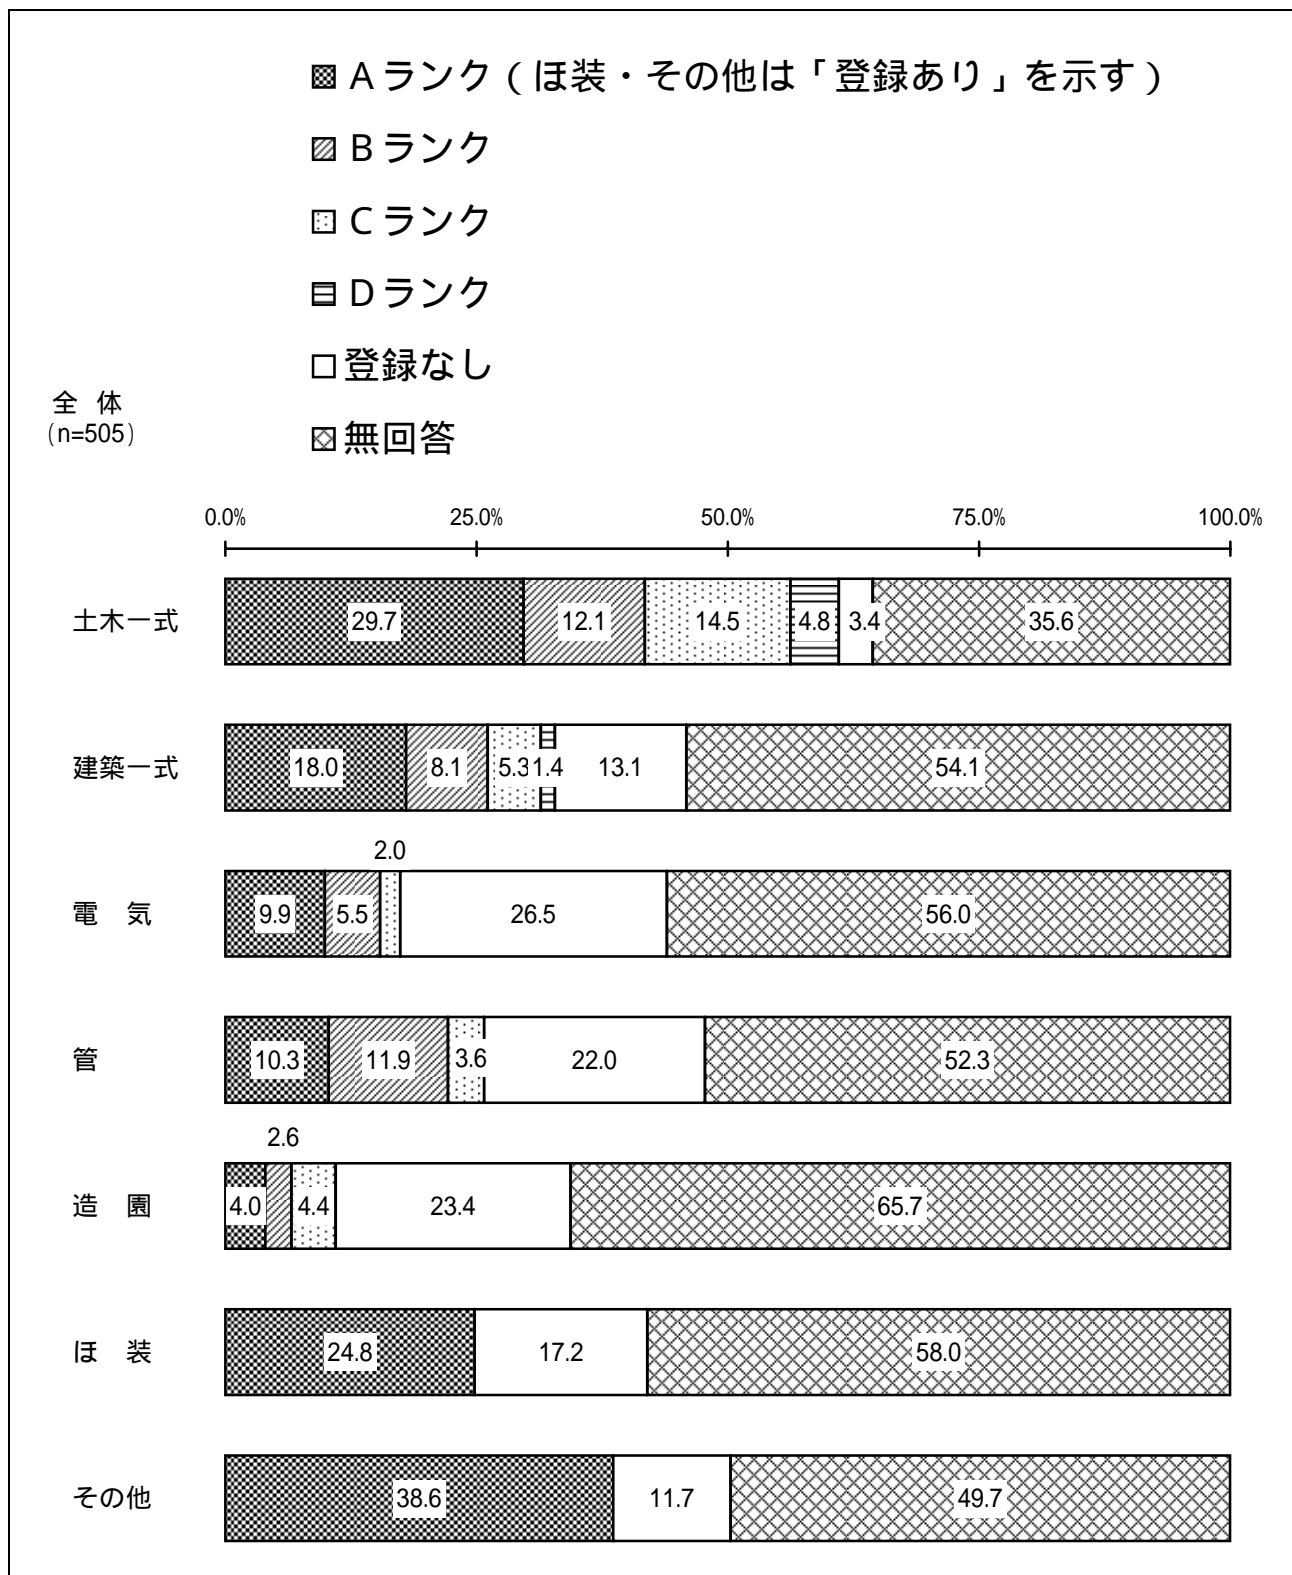 Ａランク（ほ装・その他は「登録あり」を示す）
Ｂランク
Ｃランク
Ｄランク
登録なし
無回答
全 体
(n=505)
0.0% 25.0% 50.0% 75.0% 100.0%
土木一式 29.7 12.1 14.5 4.8 3.4 35.6
建築一式 18.0 8.1 5.3 1.4 13.1 54.1
2.0
電　気 9.9 5.5 26.5 56.0
管 10.3 11.9 3.6 22.0 52.3
2.6
造　園 4.0 4.4 23.4 65.7
ほ　装 24.8 17.2 58.0
その他 38.6 11.7 49.7